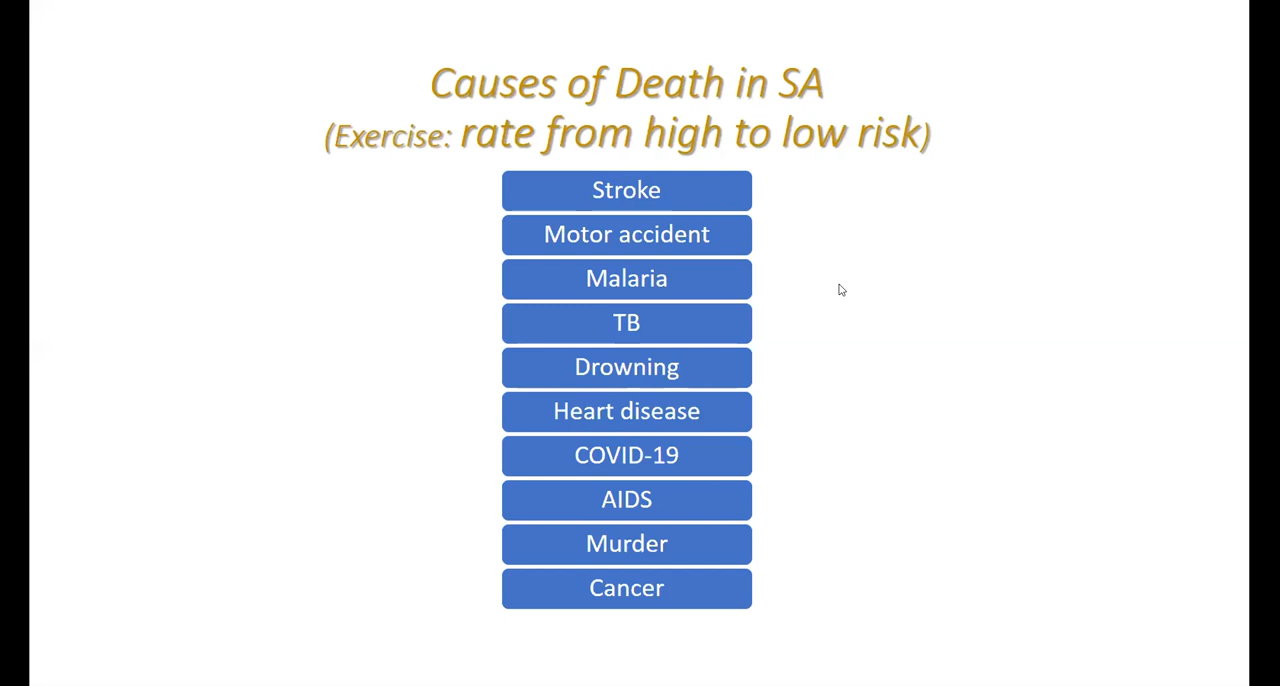 Causes of Death in SA
(Exercise: rate from high to low risk)
Stroke
Motor accident
Malaria
TB
Drowning
Heart disease
COVID-19
AIDS
Murder
Cancer